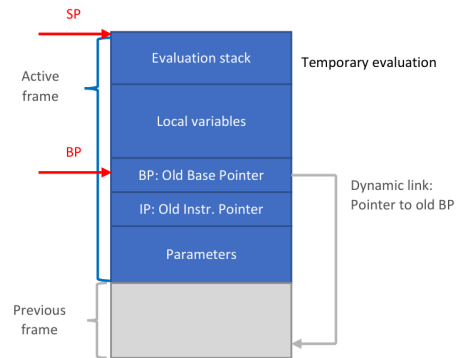 SP
Evaluation stack
Temporary evaluation
Active
frame
Local variables
BP
BP: Old Base Pointer
Dynamic link:
Pointer to old BP
IP: Old Instr. Pointer
Parameters
Previous
frame